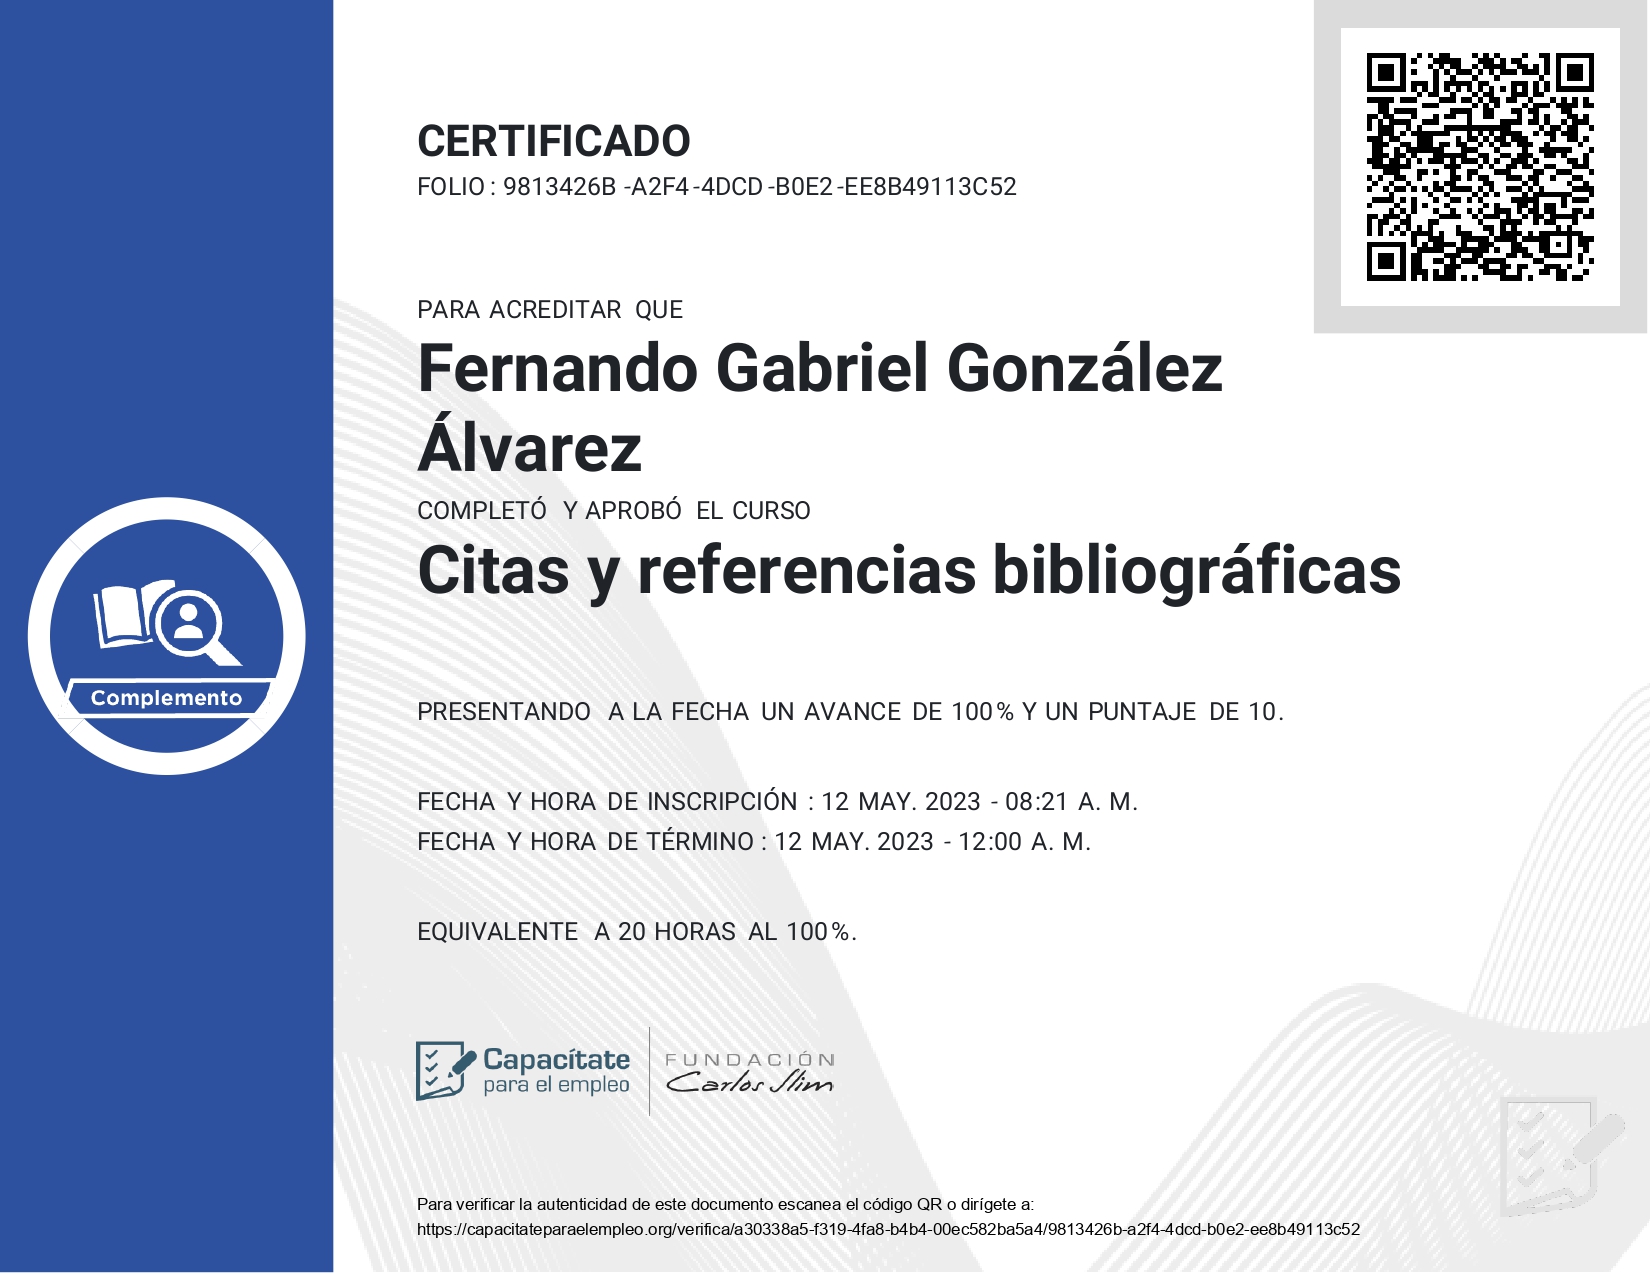 CERTIFICADO
FOLIO : 9813426B -A2F4 -4DCD -B0E2 -EE8B49113C52
PARA ACREDITAR QUE
Fernando Gabriel González
Álvarez
COMPLETÓ Y APROBÓ EL CURSO
Citas y referencias bibliográficas
Complemento
PRESENTANDO A LA FECHA UN AVANCE DE 100% Y UN PUNTAJE DE 10.
FECHA Y HORA DE INSCRIPCIÓN : 12 MAY. 2023 - 08:21 A. M.
FECHA Y HORA DE TÉRMINO : 12 MAY. 2023 - 12:00 A. M.
EQUIVALENTE A 20 HORAS AL 100%.
Capacítate
para el empleo
FUNDACIÓN
Carlos Slim
Para verificar la autenticidad de este documento escanea el código QR o dirígete a:
https://capacitateparaelempleo.org/verifica/a30338a5-f319-4fa8-b4b4-00ec582ba5a4/9813426b-a2f4-4dcd-b0e2-ee8b49113c52